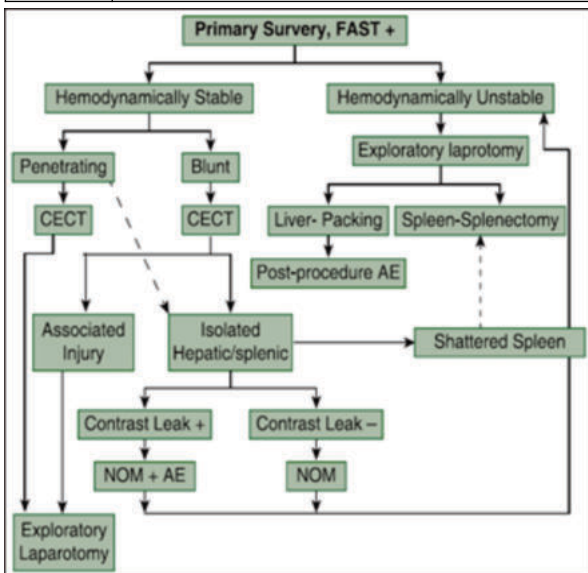 Primary Survery, FAST +
Hemodynamically Stable
Hemodynamically Unstable
Penetrating
Blunt
Exploratory laprotomy
CECT
CECT
Liver- Packing
Spleen-Splenectomy
Post-procedure AE
Associated
Injury
Isolated
Hepatic/splenic
Shattered Spleen
Contrast Leak +
Contrast Leak –
NOM + AE
NOM
Exploratory
Laparotomy